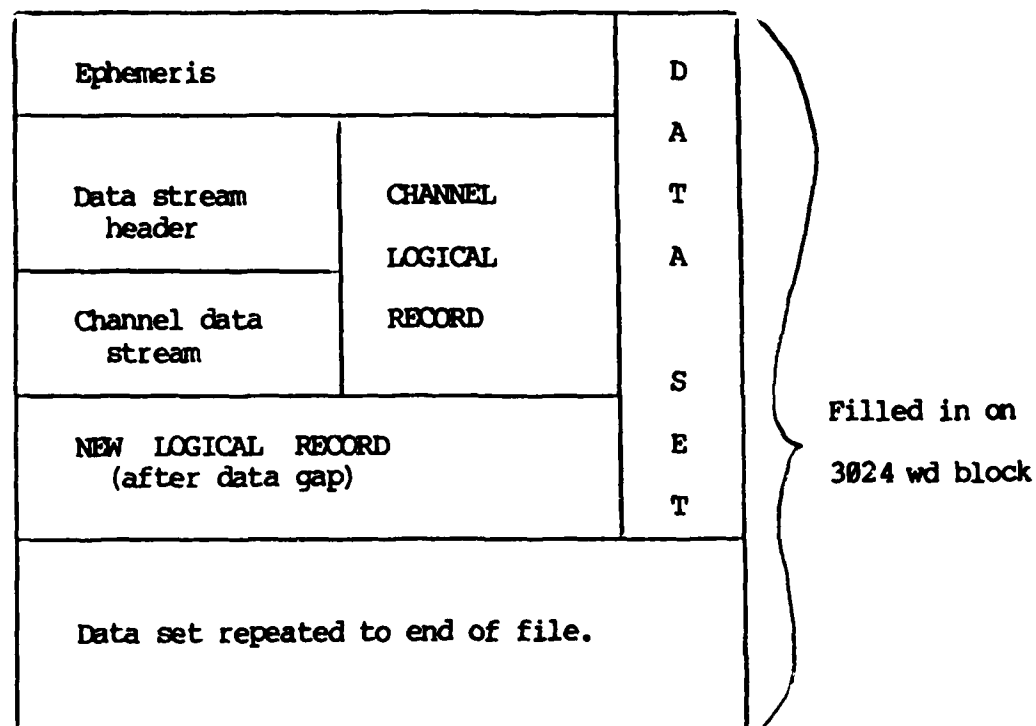 Ephemeris
Data stream
header
CHANNEL
LOGICAL
RECORD
Channel data
stream
NEW LOGICAL RECORD
(after data gap)
D
A
T
A
S
E
T
Data set repeated to end of file.
Filled in on
3024 wd block